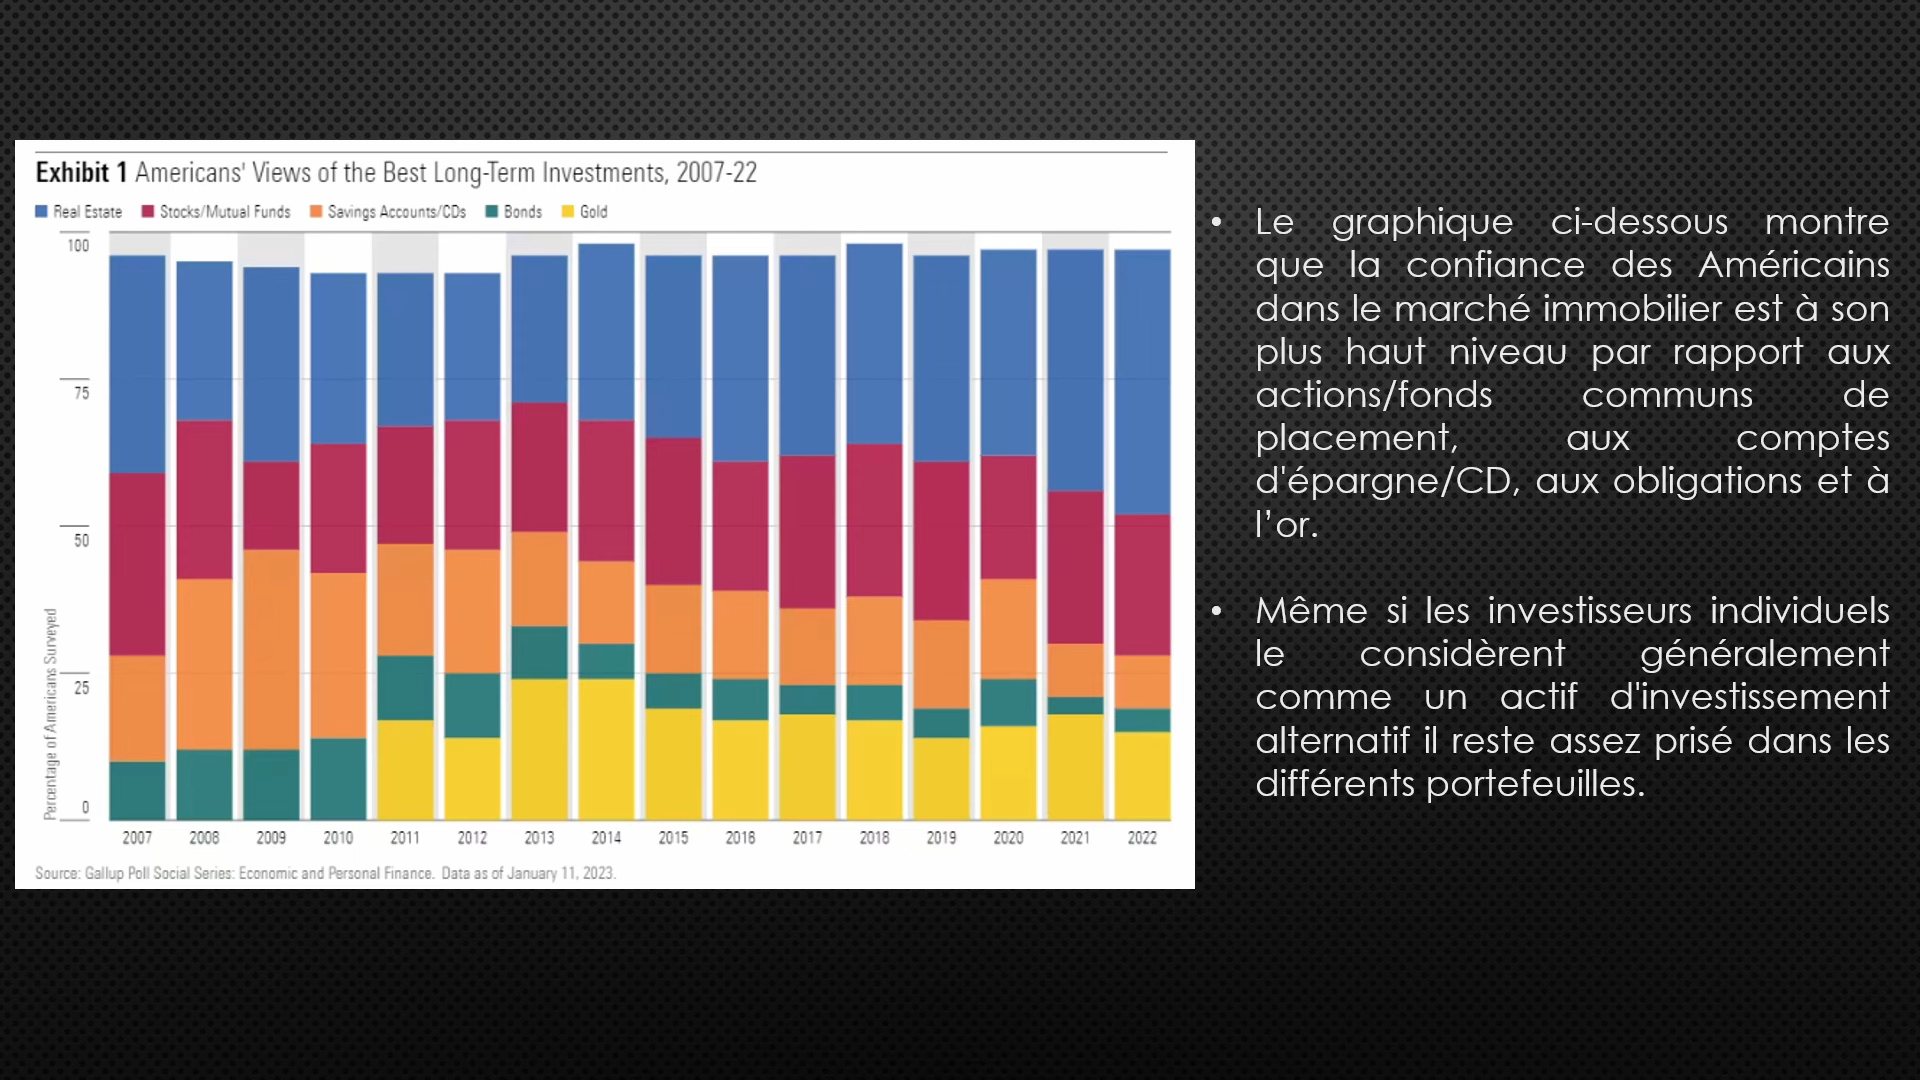 Exhibit 1 Americans' Views of the Best Long-Term Investments, 2007-22
Real Estate Stocks/Mutual Funds Savings Accounts/CDs Bonds Gold
100
75
50
25
0
Percentage of Americans Surveyed
2007 2008 2009 2010 2011 2012 2013 2014 2015 2016 2017 2018 2019 2020 2021 2022
Source: Gallup Poll Social Series: Economic and Personal Finance. Data as of January 11, 2023.
• Le graphique ci-dessous montre
que la confiance des Américains
dans le marché immobilier est à son
plus haut niveau par rapport aux
actions/fonds communs de
placement, aux comptes
d'épargne/CD, aux obligations et à
l’or.
• Même si les investisseurs individuels
le considèrent généralement
comme un actif d'investissement
alternatif il reste assez prisé dans les
différents portefeuilles.